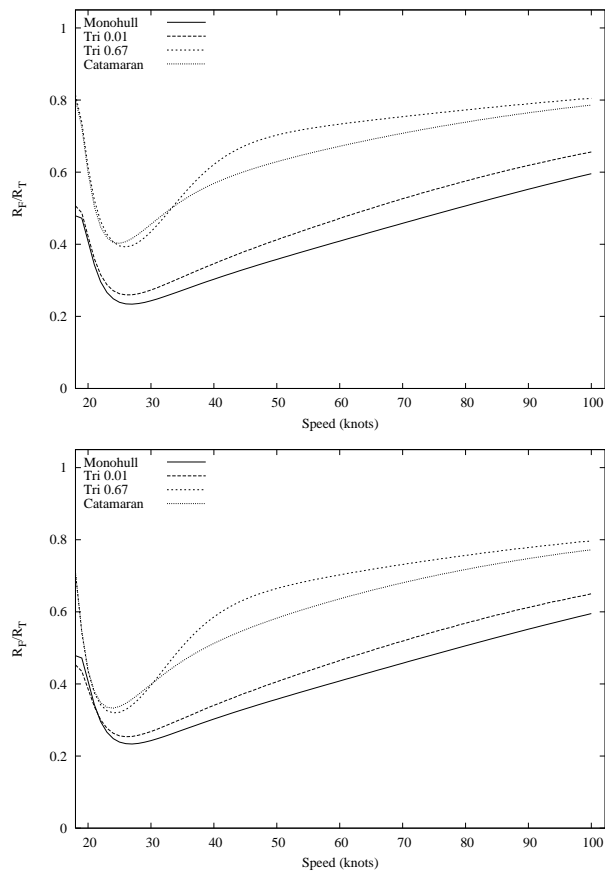 1
0.8
0.6
0.4
0.2
0
R_F/R_T
Monohull
Tri 0.01
Tri 0.67
Catamaran
20 30 40 50 60 70 80 90 100
Speed (knots)
1
0.8
0.6
0.4
0.2
0
R_F/R_T
Monohull
Tri 0.01
Tri 0.67
Catamaran
20 30 40 50 60 70 80 90 100
Speed (knots)